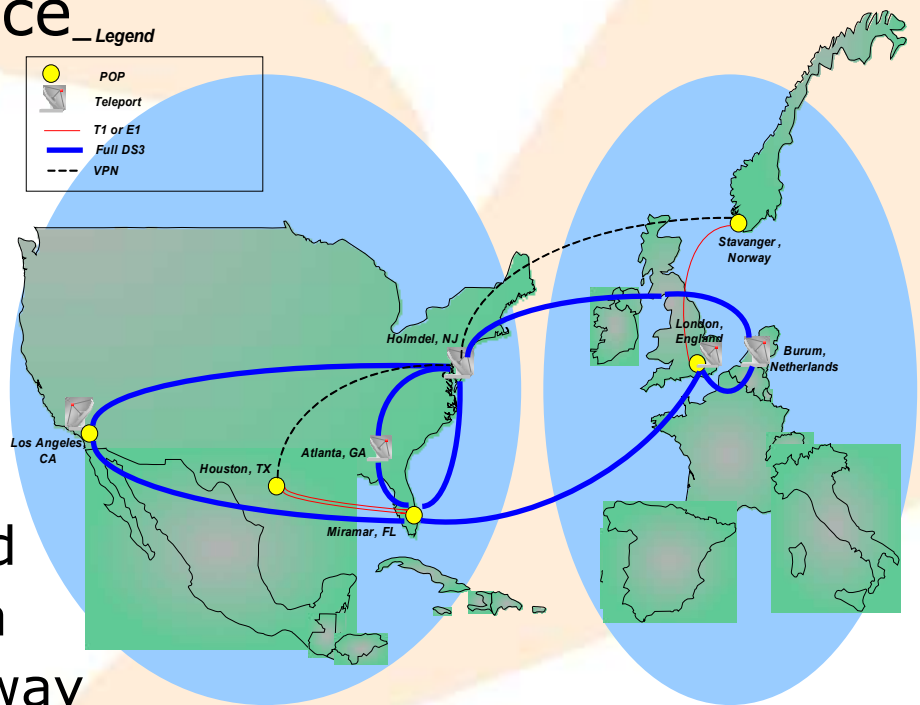 ce
Legend
POP
Teleport
T1 or E1
Full DS3
VPN
Stavanger ,
Norway
Holmdel, NJ
London,
England
Burum,
Netherlands
Los Angeles
CA
Houston, TX
Atlanta, GA
Miramar, FL
d
way